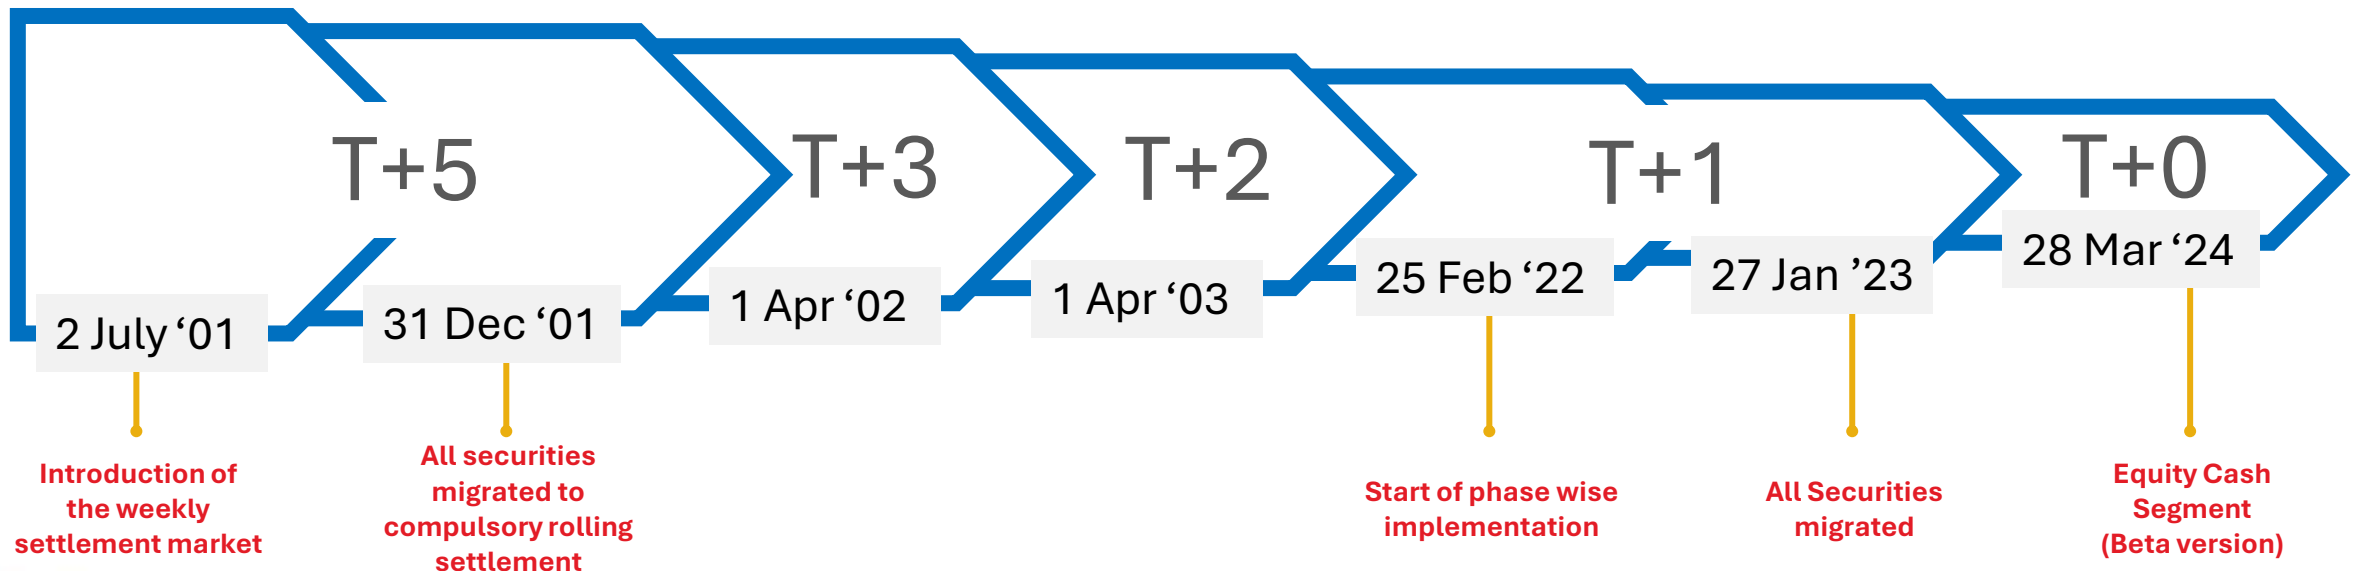 T+5
T+3
T+2
T+1
T+0
2 July ‘01
31 Dec ‘01
1 Apr ‘02
1 Apr ‘03
25 Feb ‘22
27 Jan ’23
28 Mar ‘24
Introduction of
the weekly
settlement market
All securities
migrated to
compulsory rolling
settlement
Start of phase wise
implementation
All Securities
migrated
Equity Cash
Segment
(Beta version)